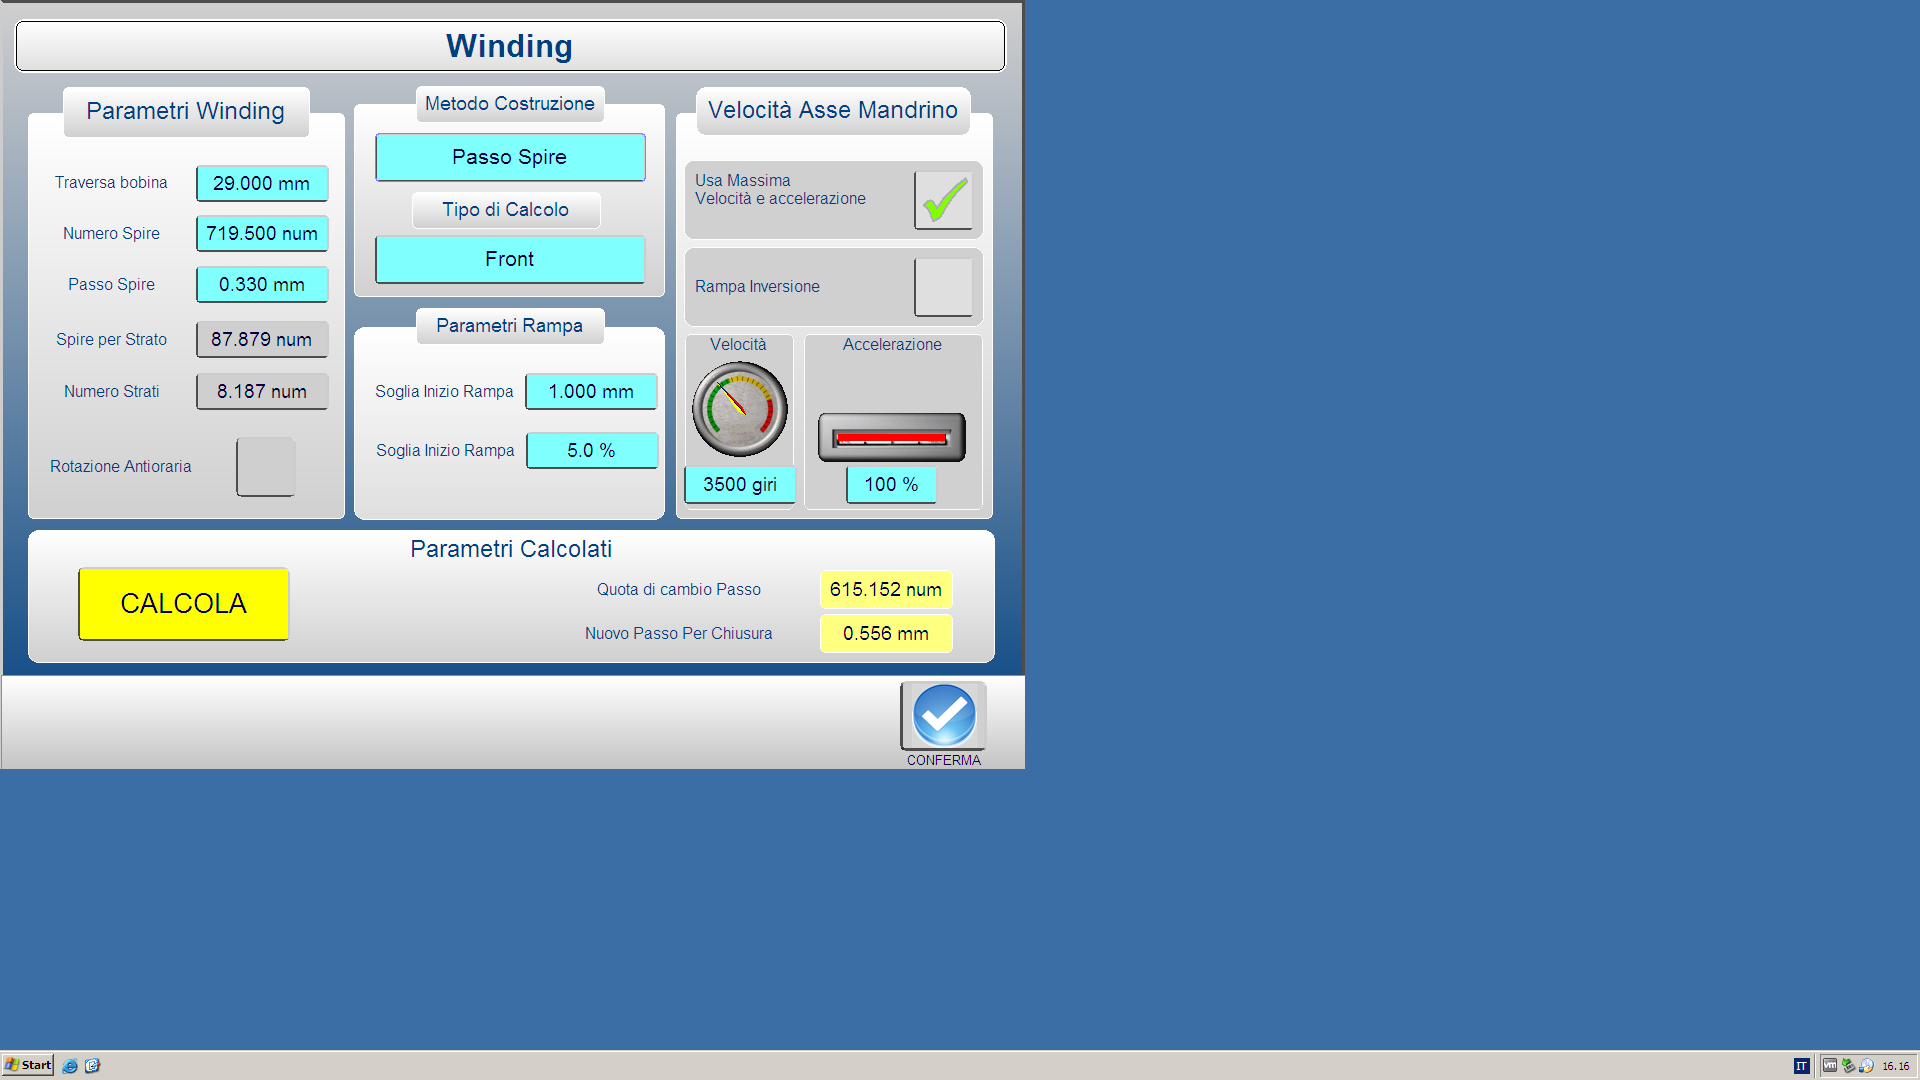 Winding
Parametri Winding
Traversa bobina
29.000 mm
Numero Spire
719.500 num
Passo Spire
0.330 mm
Spire per Strato
87.879 num
Numero Strati
8.187 num
Rotazione Antioraria
Metodo Costruzione
Passo Spire
Tipo di Calcolo
Front
Parametri Rampa
Soglia Inizio Rampa
1.000 mm
Soglia Inizio Rampa
5.0 %
Velocità Asse Mandrino
Usa Massima
Velocità e accelerazione
Rampa Inversione
Velocità
3500 giri
Accelerazione
100 %
Parametri Calcolati
CALCOLA
Quota di cambio Passo
615.152 num
Nuovo Passo Per Chiusura
0.556 mm
CONFERMA
Start
IT
vm
16.16